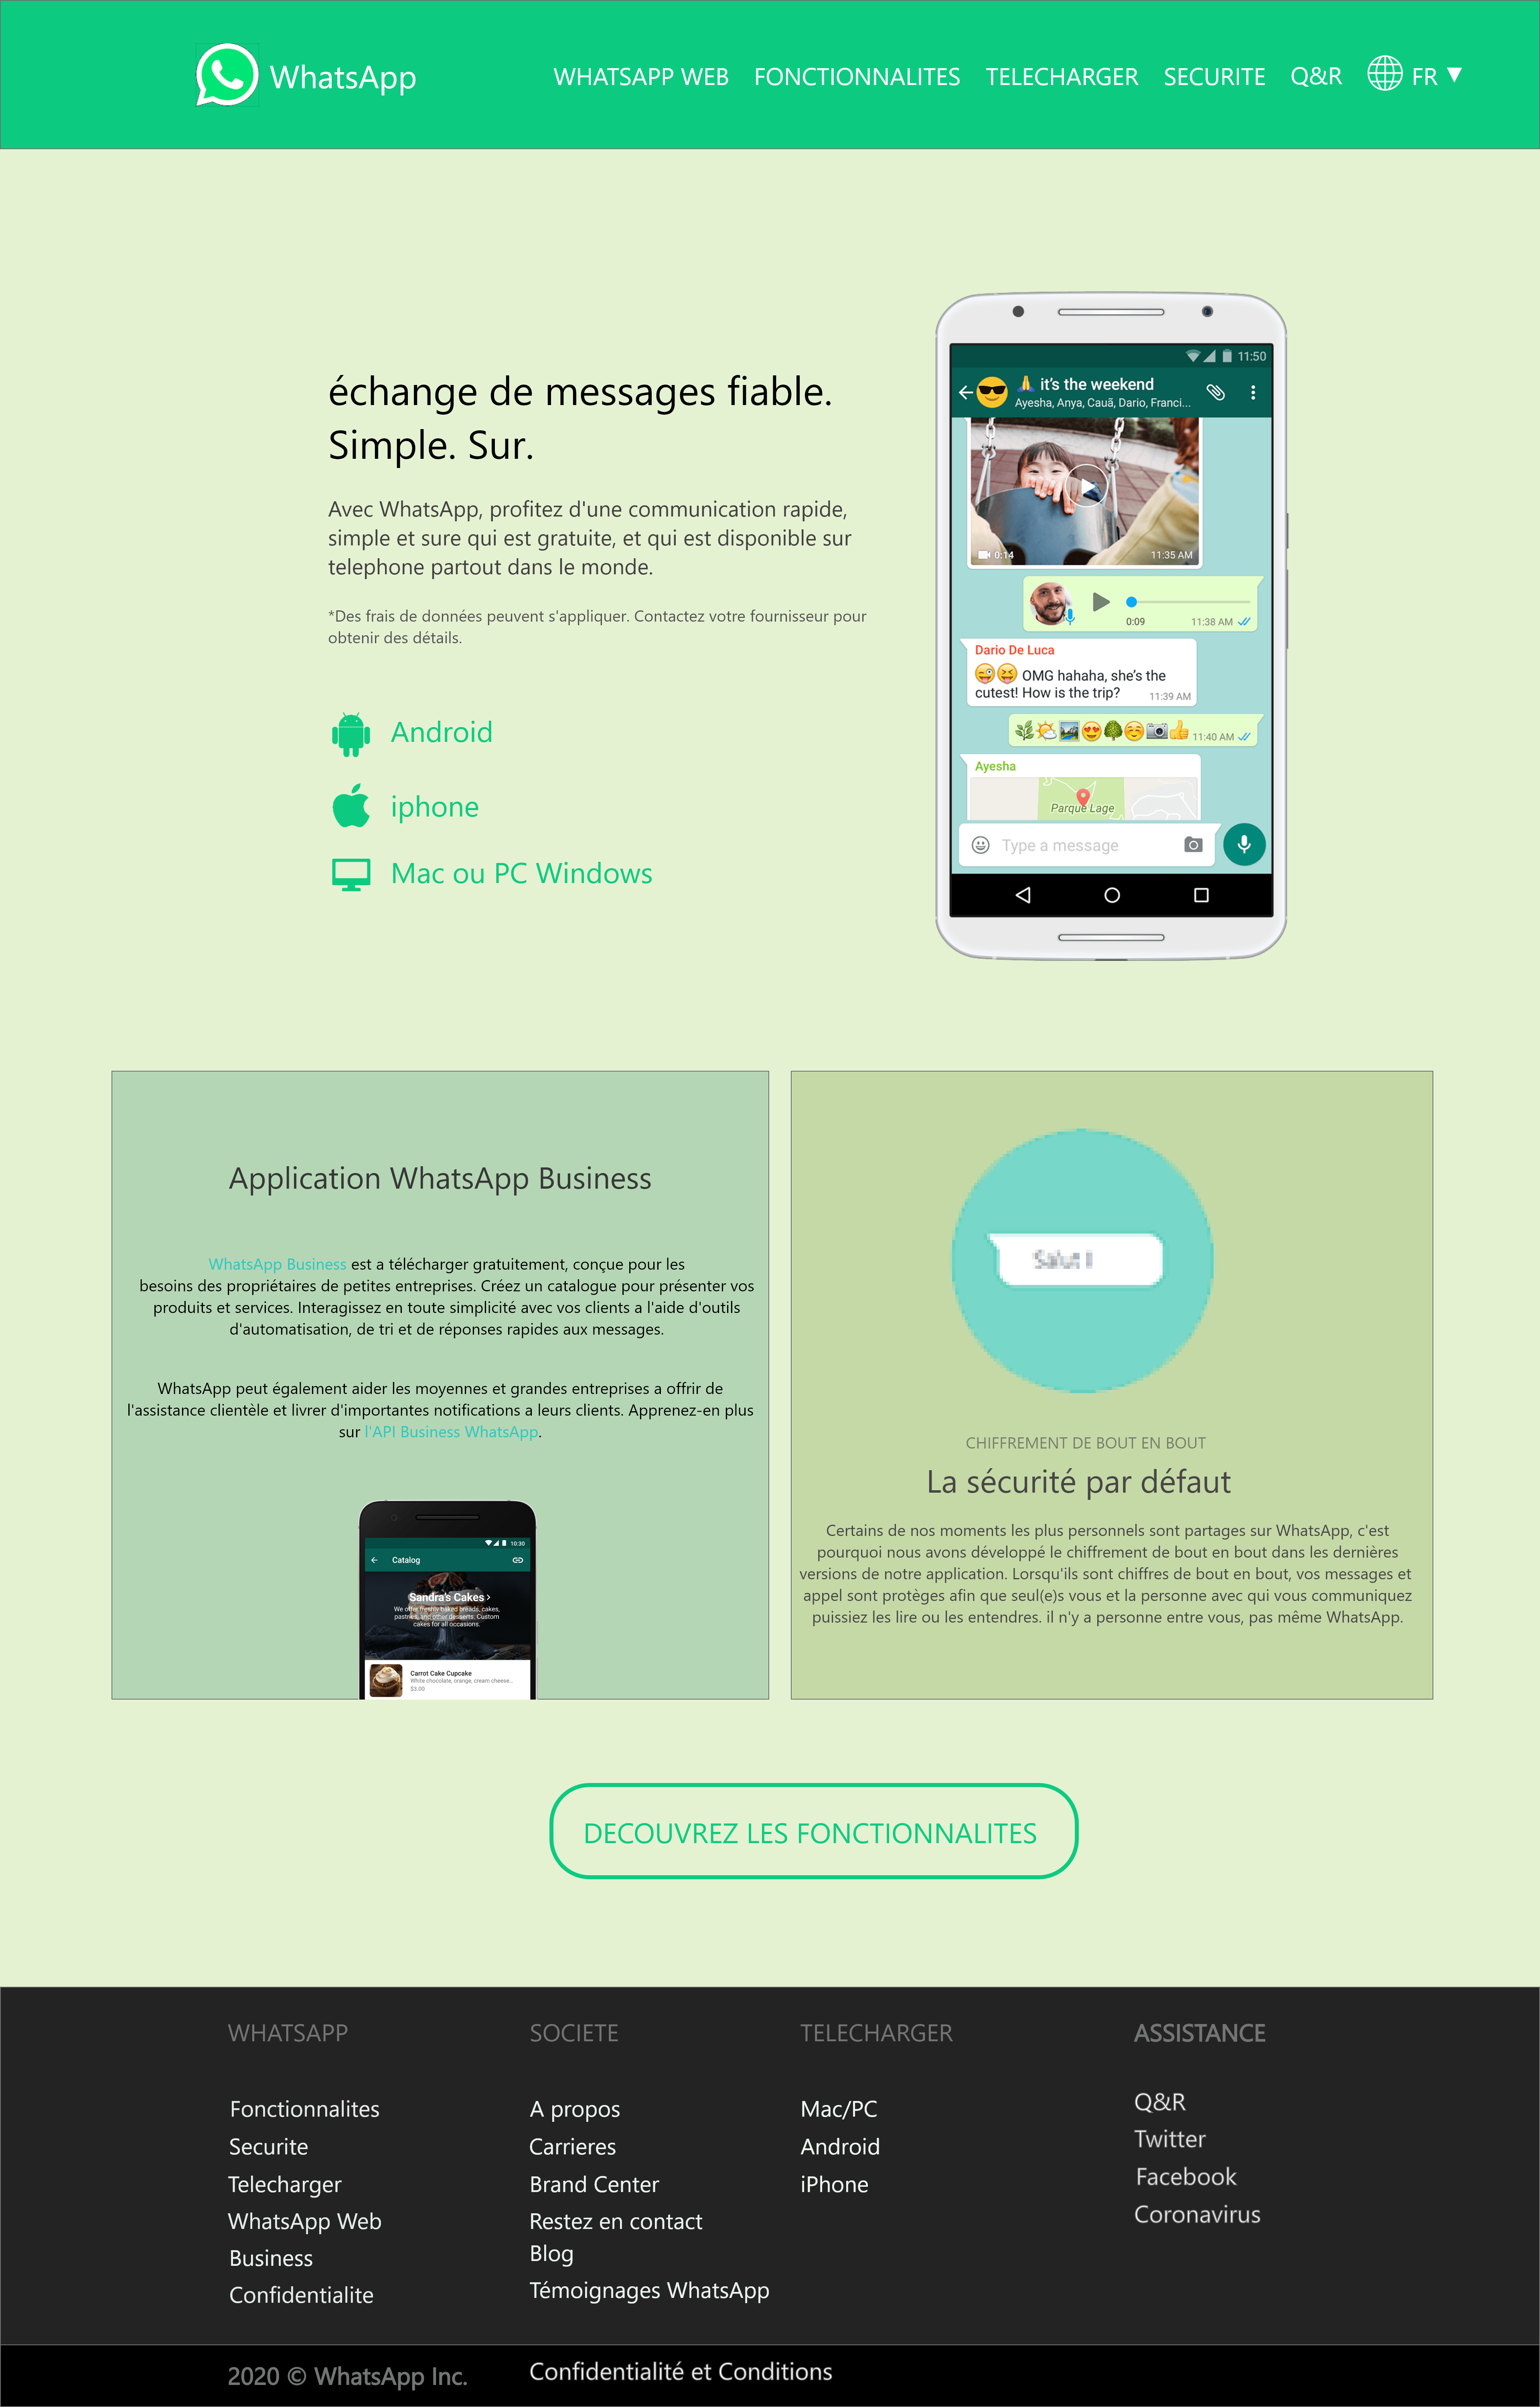 WhatsApp
WHATSAPP WEB FONCTIONNALITES TELECHARGER SECURITE Q&R FR ▼
échange de messages fiable.
Simple. Sur.
Avec WhatsApp, profitez d'une communication rapide,
simple et sure qui est gratuite, et qui est disponible sur
telephone partout dans le monde.
*Des frais de données peuvent s'appliquer. Contactez votre fournisseur pour
obtenir des détails.
Android
iphone
Mac ou PC Windows
11:50
🙏 it's the weekend
Ayesha, Anya, Cauã, Dario, Franci...
0:14 11:35 AM
0:09 11:38 AM
Dario De Luca
😜😝 OMG hahaha, she's the
cutest! How is the trip? 11:39 AM
🌿🌤🏞😍🌳☺📷👍 11:40 AM
Ayesha
Parque Lage
Type a message
Application WhatsApp Business
WhatsApp Business est a télécharger gratuitement, conçue pour les
besoins des propriétaires de petites entreprises. Créez un catalogue pour présenter vos
produits et services. Interagissez en toute simplicité avec vos clients a l'aide d'outils
d'automatisation, de tri et de réponses rapides aux messages.
WhatsApp peut également aider les moyennes et grandes entreprises a offrir de
l'assistance clientèle et livrer d'importantes notifications a leurs clients. Apprenez-en plus
sur l'API Business WhatsApp.
10:30
Catalog
Sandra's Cakes ›
We offer freshly baked breads, cakes,
pastries, and other desserts. Custom
cakes for all occasions.
Carrot Cake Cupcake
White chocolate, orange, cream cheese...
$3.00
Salut !
CHIFFREMENT DE BOUT EN BOUT
La sécurité par défaut
Certains de nos moments les plus personnels sont partages sur WhatsApp, c'est
pourquoi nous avons développé le chiffrement de bout en bout dans les dernières
versions de notre application. Lorsqu'ils sont chiffres de bout en bout, vos messages et
appel sont protèges afin que seul(e)s vous et la personne avec qui vous communiquez
puissiez les lire ou les entendres. il n'y a personne entre vous, pas même WhatsApp.
DECOUVREZ LES FONCTIONNALITES
WHATSAPP
Fonctionnalites
Securite
Telecharger
WhatsApp Web
Business
Confidentialite
SOCIETE
A propos
Carrieres
Brand Center
Restez en contact
Blog
Témoignages WhatsApp
TELECHARGER
Mac/PC
Android
iPhone
ASSISTANCE
Q&R
Twitter
Facebook
Coronavirus
2020 © WhatsApp Inc.
Confidentialité et Conditions